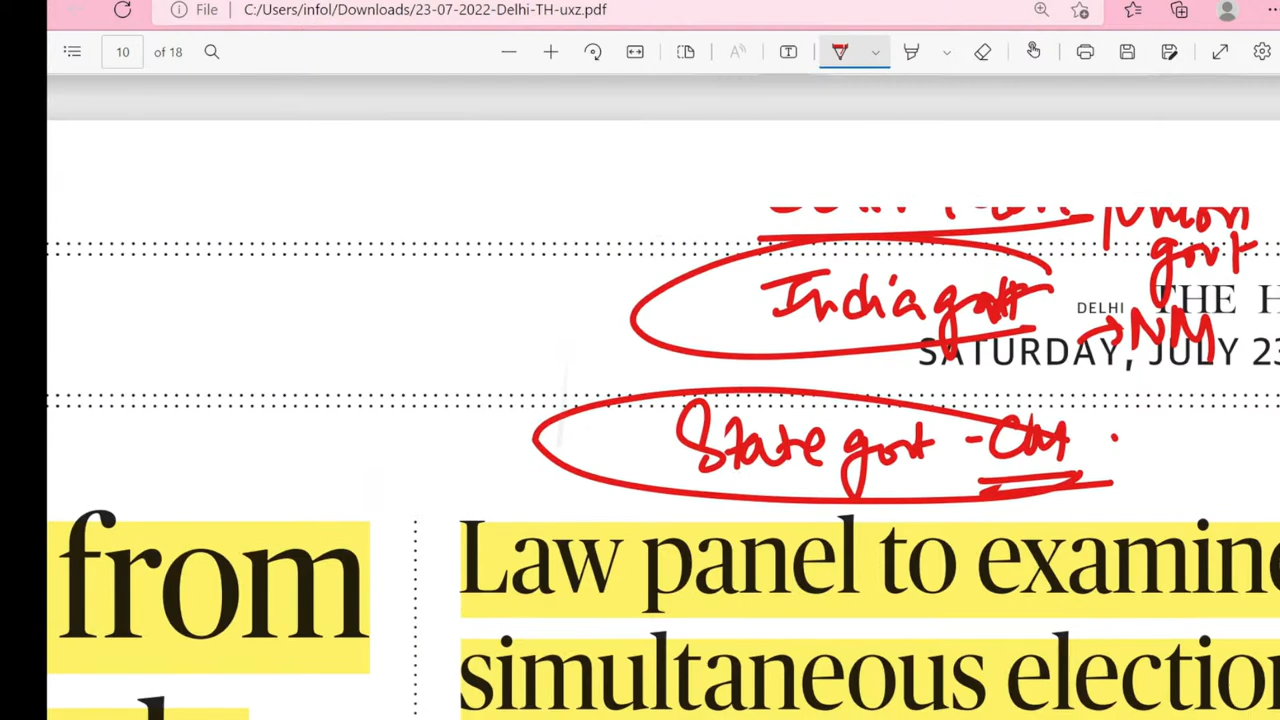 File C:/Users/infol/Downloads/23-07-2022-Delhi-TH-uxz.pdf
10 of 18
Union
govt
India govt
DELHI THE H
→ NM
SATURDAY, JULY 23
State govt - CM
from
Law panel to examine
simultaneous election